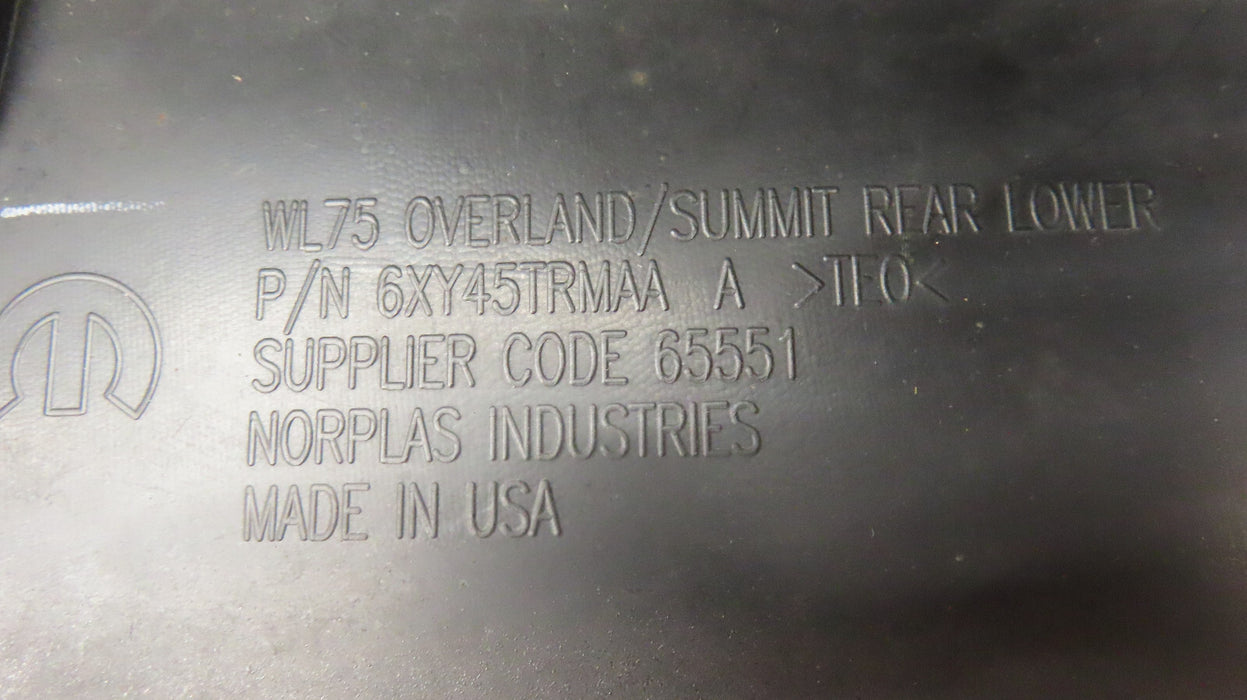 WL75 OVERLAND/SUMMIT REAR LOWER
P/N 6XY45TRMAA A >TEO<
SUPPLIER CODE 65551
NORPLAS INDUSTRIES
MADE IN USA